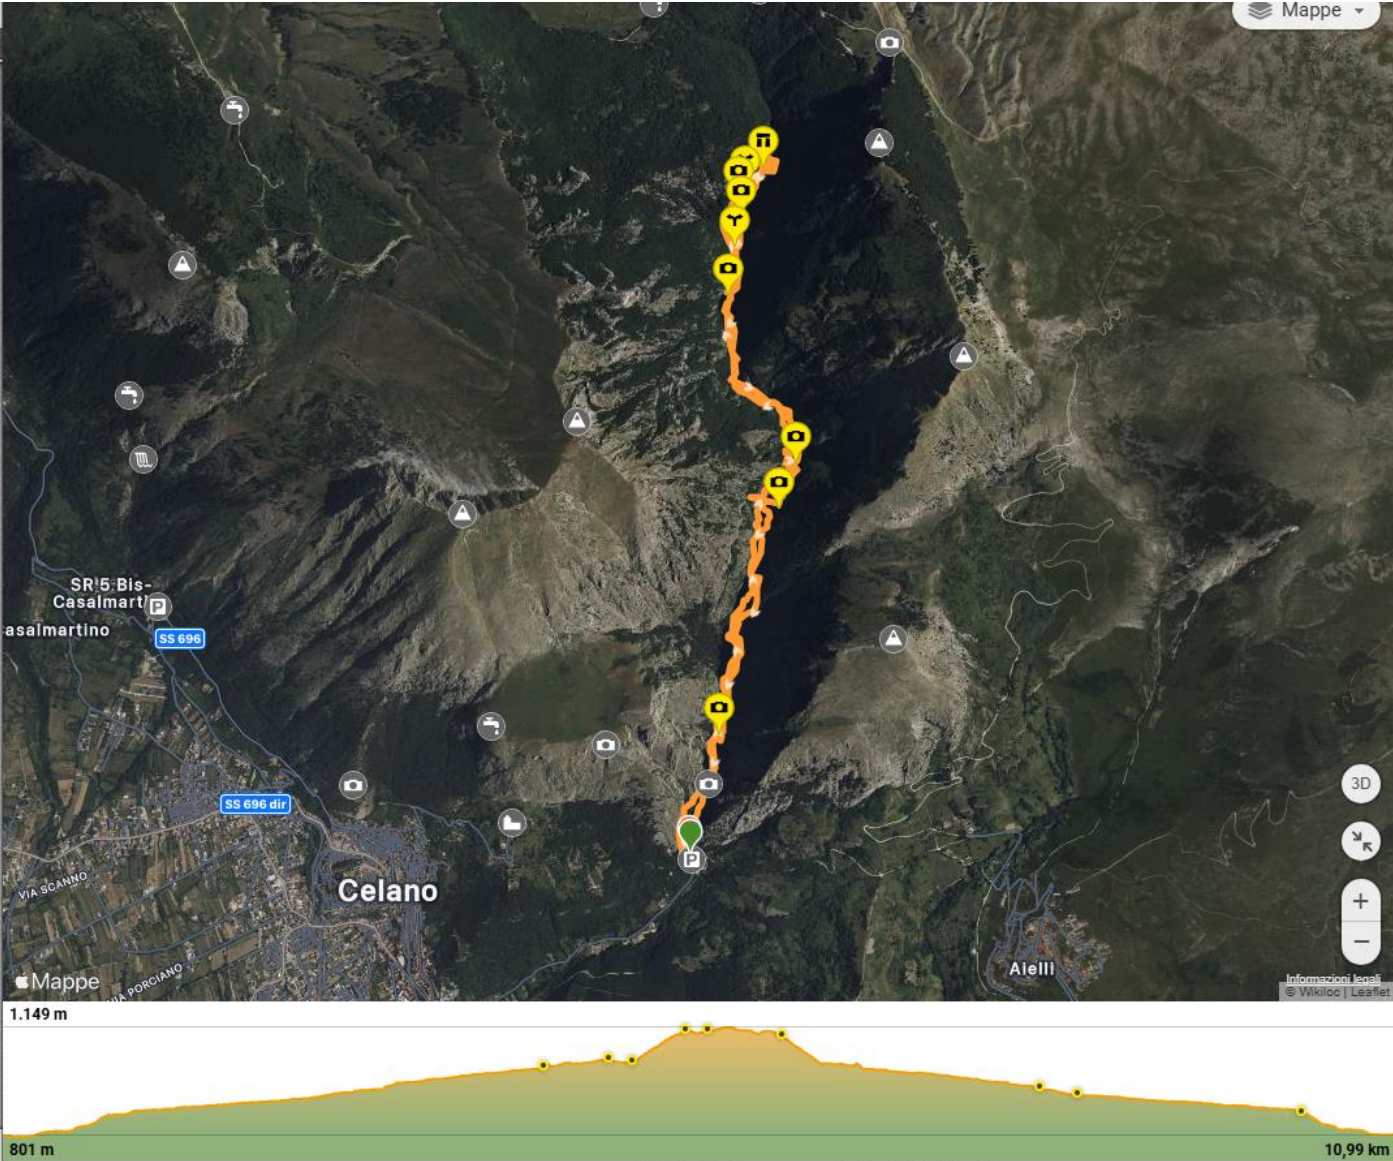 Mappe
SR 5 Bis-
Casalmarti
P
asalmartino
SS 696
3D
SS 696 dir
P
VIA SCANNO
Celano
+
−
Aielli
Mappe
VIA PORCIANO
Informazioni legali
© Wikiloc | Leaflet
1.149 m
801 m
10,99 km